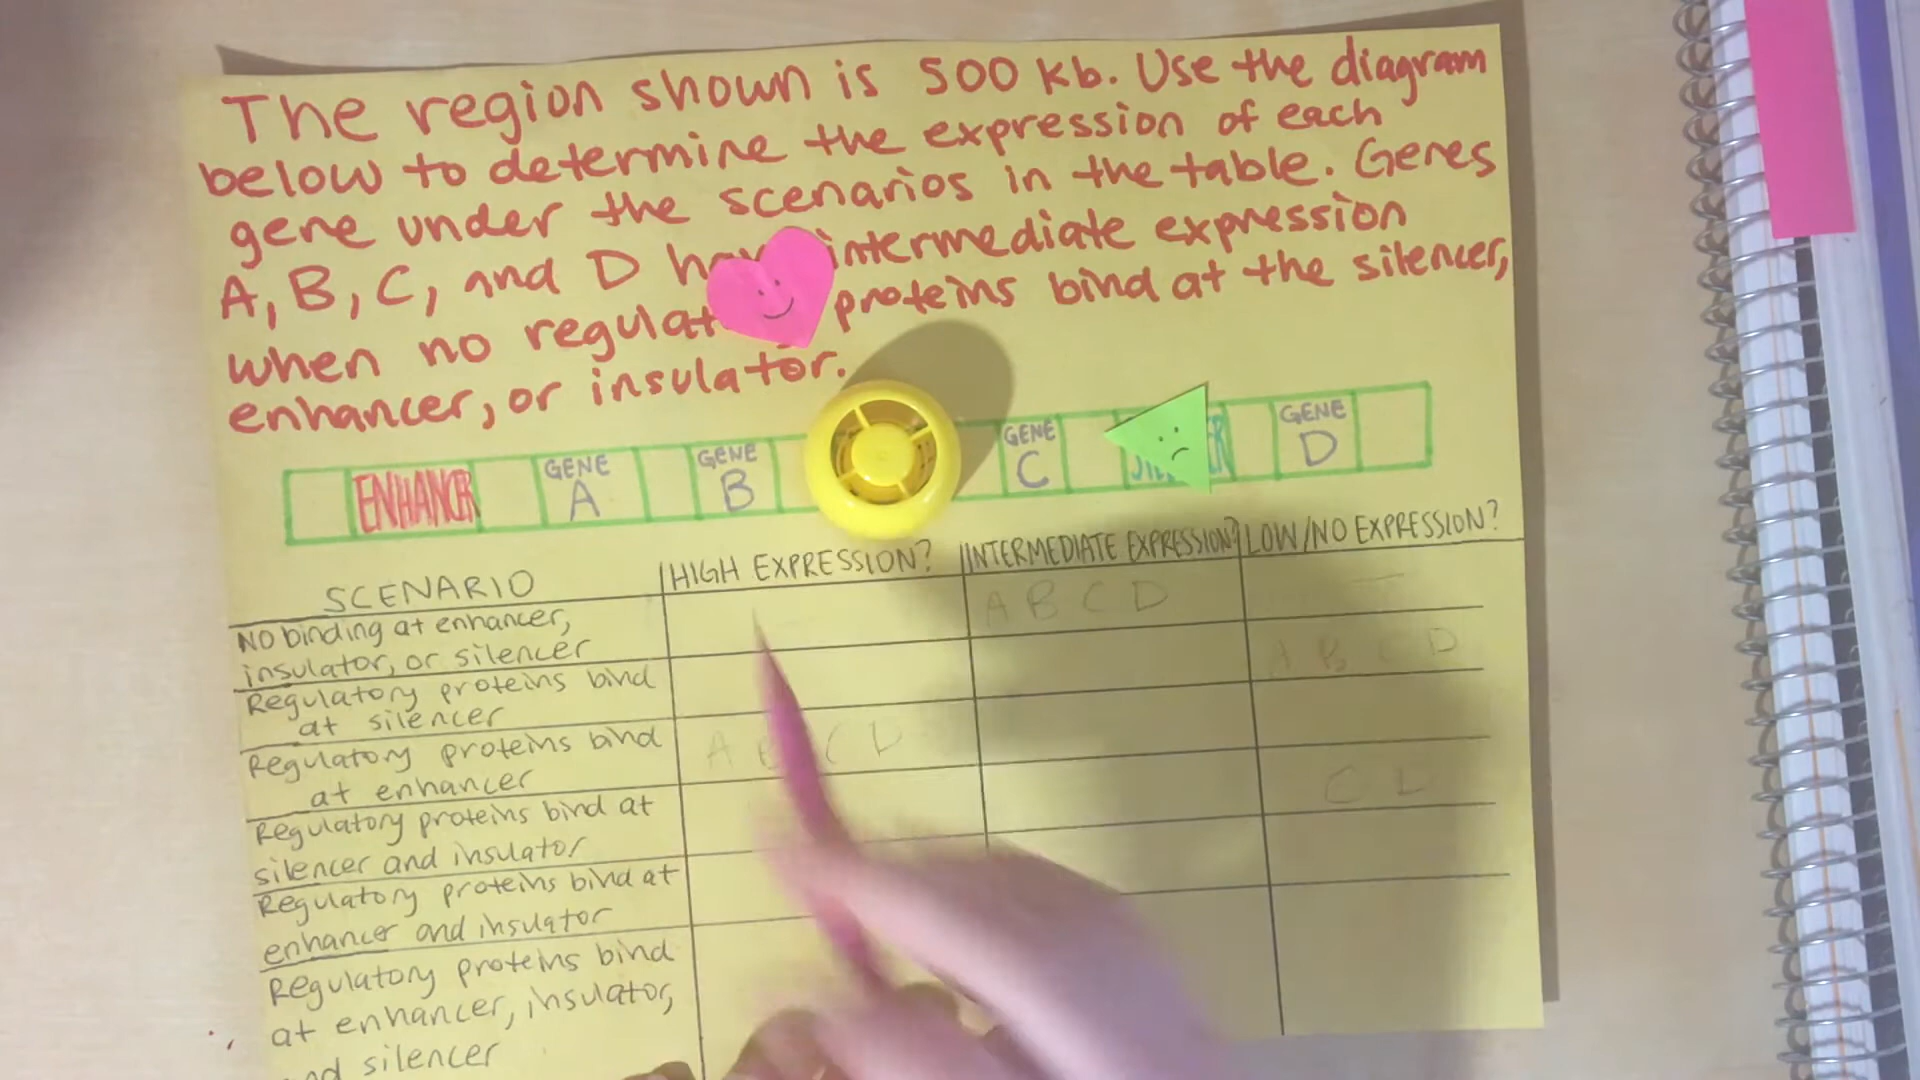 The region shown is 500 kb. Use the diagram
below to determine the expression of each
gene under the scenarios in the table. Genes
A, B, C, and D intermediate expression
when no proteins bind at the silencer,
enhancer, or insulator.
ENHANCR GENE A GENE B GENE C GENE D
SCENARIO HIGH EXPRESSION? INTERMEDIATE EXPRESSION? LOW/NO EXPRESSION?
NO binding at enhancer,
insulator, or silencer
A B C D
Regulatory proteins bind
at silencer
A B C D
Regulatory proteins bind
at enhancer
A B C D
Regulatory proteins bind at
silencer and insulator
C D
Regulatory proteins bind at
enhancer and insulator
Regulatory proteins bind
at enhancer, insulator,
and silencer